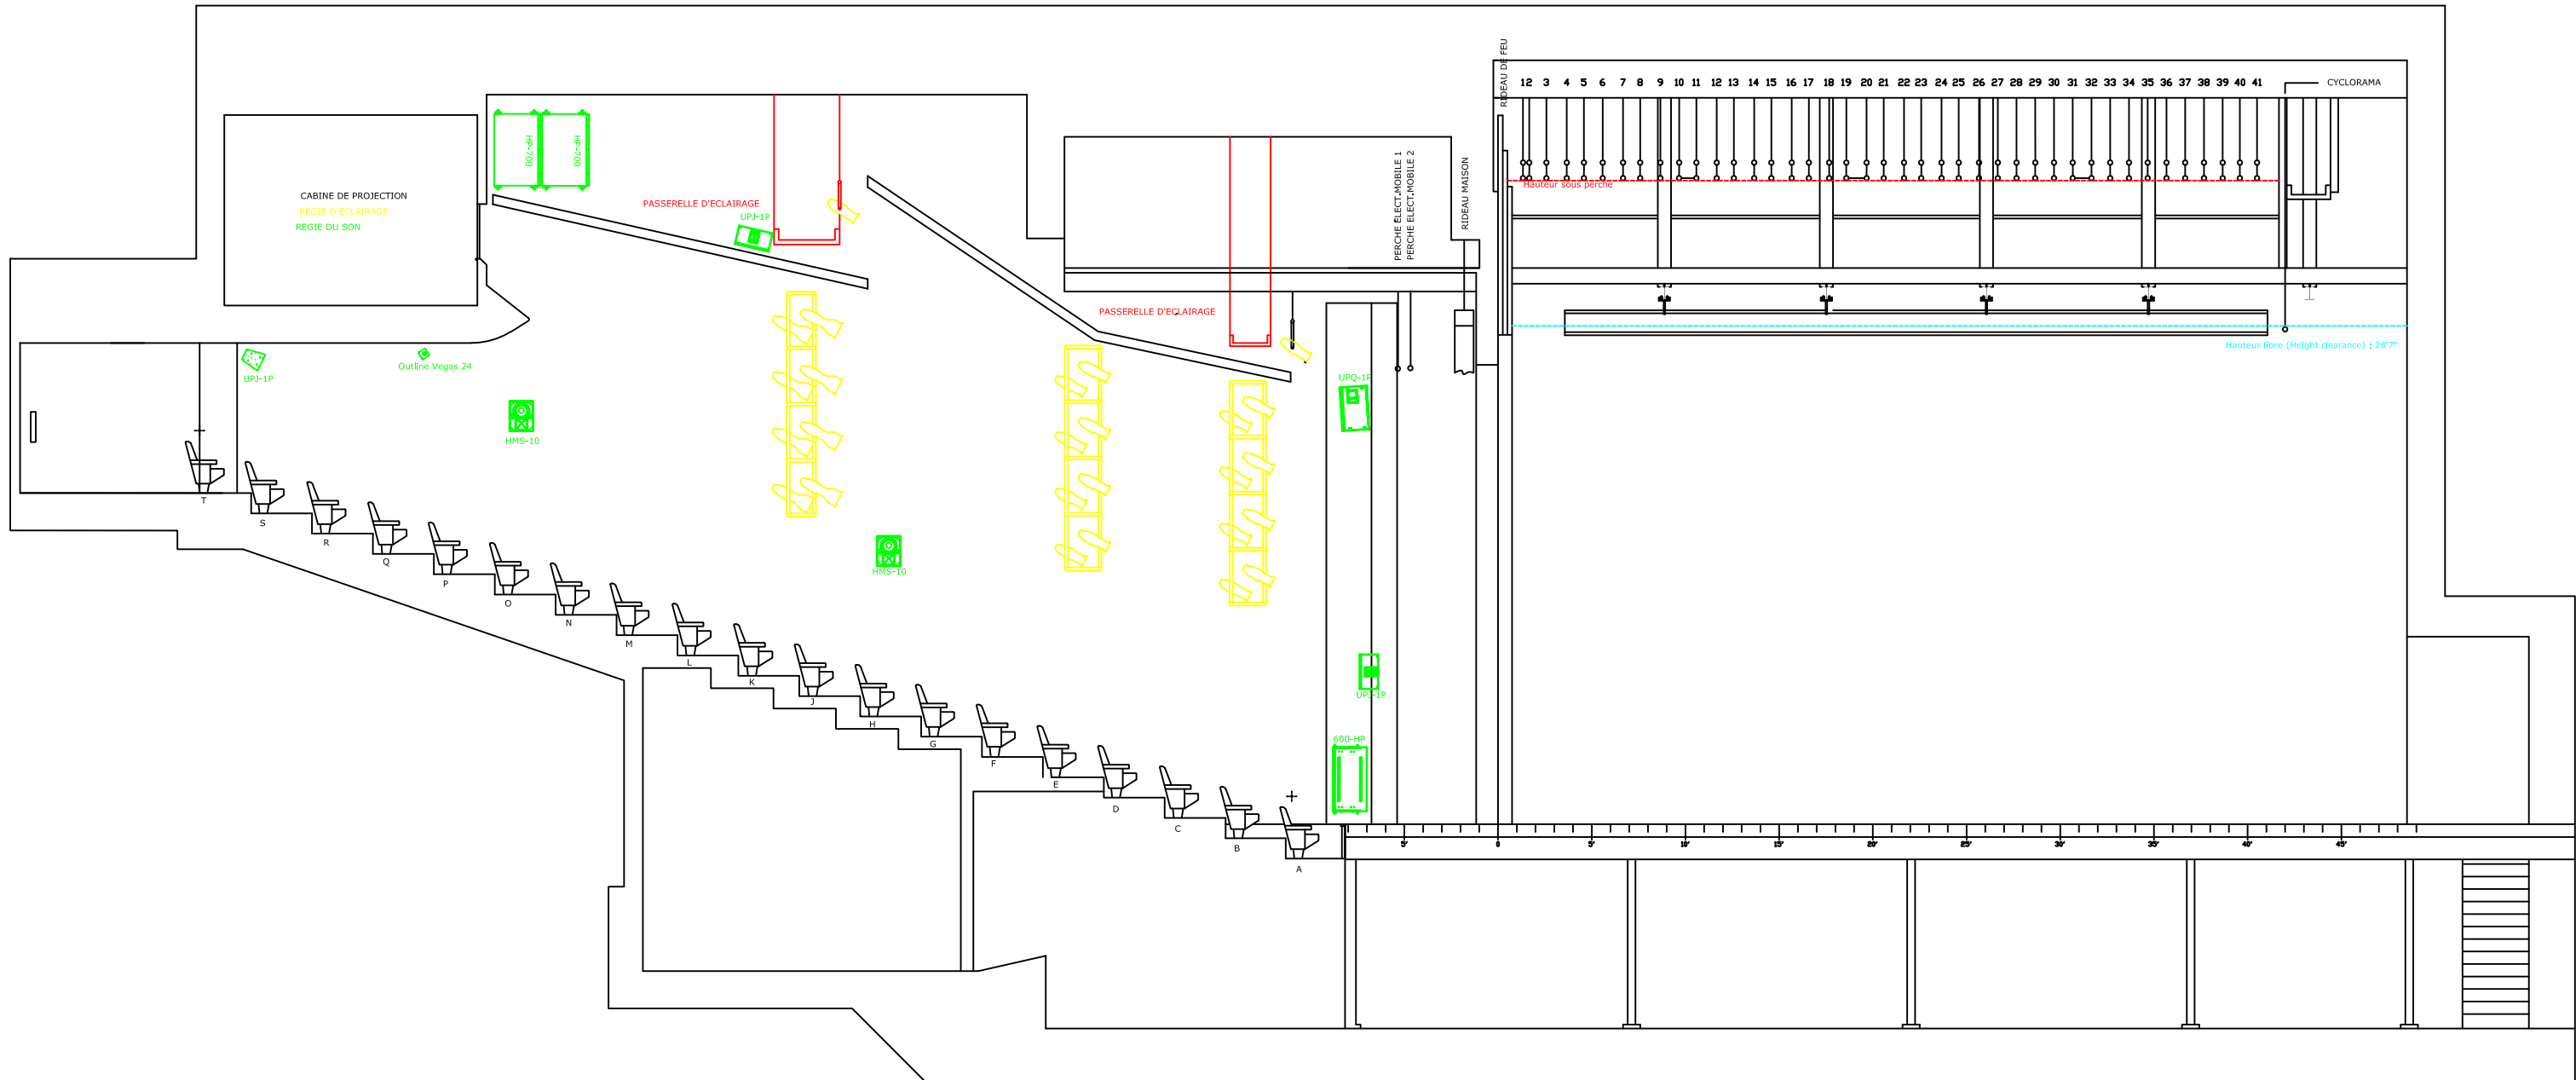 RIDEAU DE FEU
1 2 3 4 5 6 7 8 9 10 11 12 13 14 15 16 17 18 19 20 21 22 23 24 25 26 27 28 29 30 31 32 33 34 35 36 37 38 39 40 41
CYCLORAMA
HP-700
HP-700
CABINE DE PROJECTION
REGIE D'ECLAIRAGE
REGIE DU SON
PASSERELLE D'ECLAIRAGE
UPJ-1P
PERCHE ELECT.MOBILE 1
PERCHE ELECT.MOBILE 2
RIDEAU MAISON
Hauteur sous perche
PASSERELLE D'ECLAIRAGE
Hauteur libre (Height clearance) : 26'7"
UPJ-1P
Outline Vegas 24
UPQ-1P
HMS-10
HMS-10
UPJ-1P
600-HP
T
S
R
Q
P
O
N
M
L
K
J
H
G
F
E
D
C
B
A
5' 0 5' 10' 15' 20' 25' 30' 35' 40' 45'